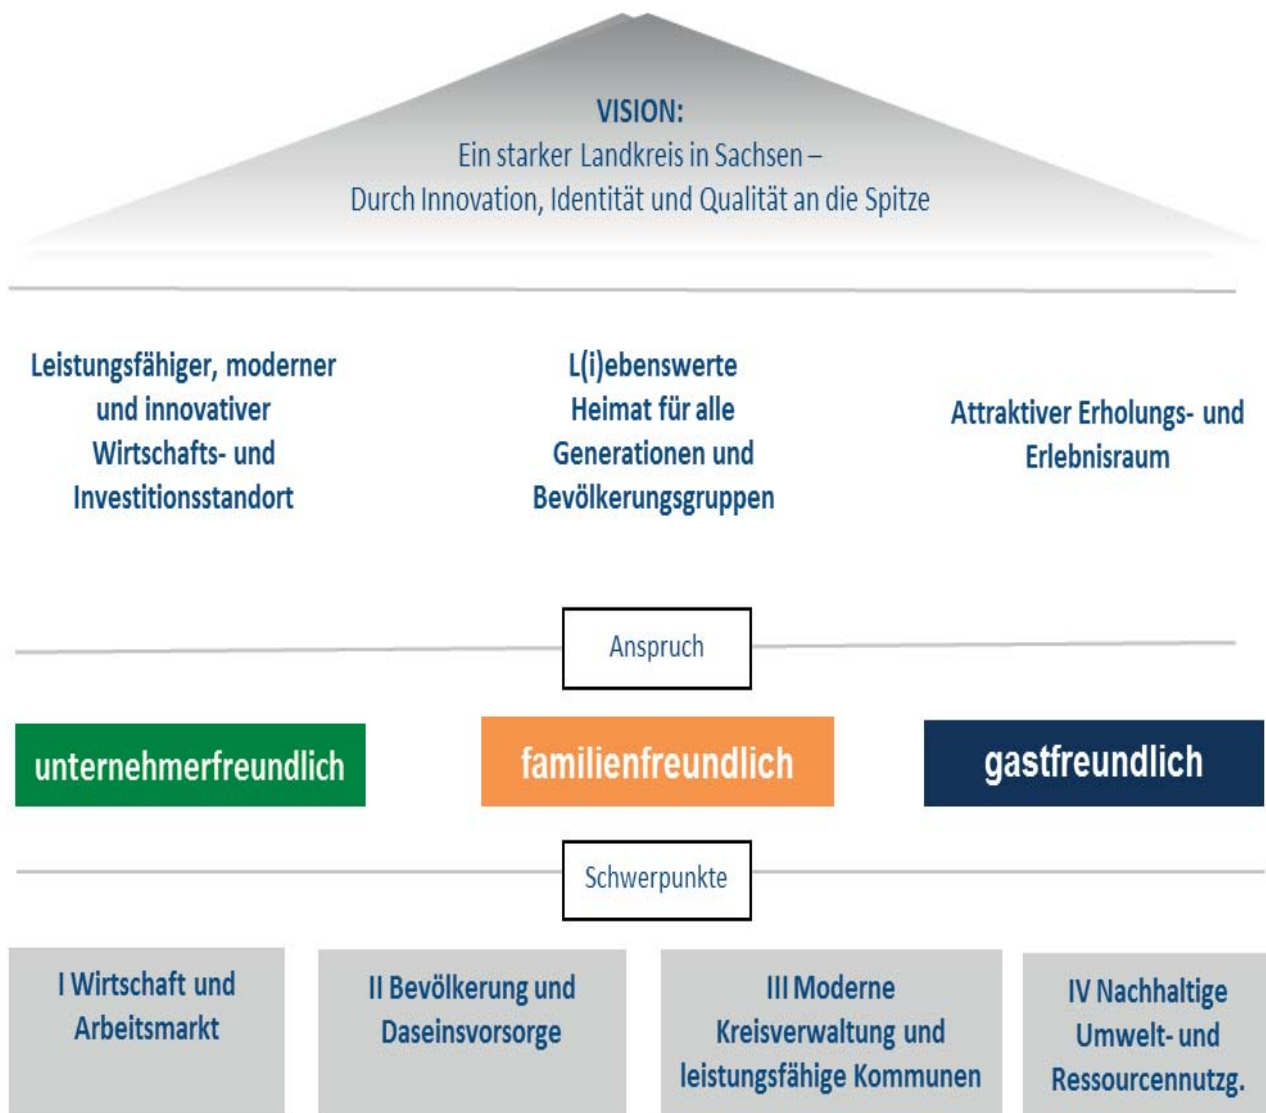 VISION:
Ein starker Landkreis in Sachsen –
Durch Innovation, Identität und Qualität an die Spitze
Leistungsfähiger, moderner
und innovativer
Wirtschafts- und
Investitionsstandort
L(i)ebenswerte
Heimat für alle
Generationen und
Bevölkerungsgruppen
Attraktiver Erholungs- und
Erlebnisraum
Anspruch
unternehmerfreundlich
familienfreundlich
gastfreundlich
Schwerpunkte
I Wirtschaft und
Arbeitsmarkt
II Bevölkerung und
Daseinsvorsorge
III Moderne
Kreisverwaltung und
leistungsfähige Kommunen
IV Nachhaltige
Umwelt- und
Ressourcennutzg.